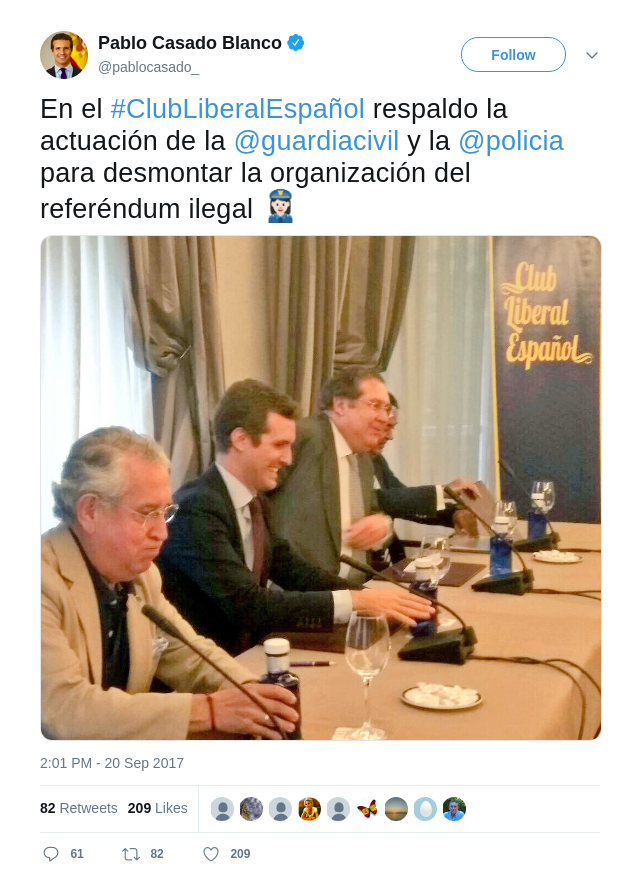 Pablo Casado Blanco
@pablocasado_
Follow
En el #ClubLiberalEspañol respaldo la
actuación de la @guardiacivil y la @policia
para desmontar la organización del
referéndum ilegal
Club
Liberal
Español
2:01 PM - 20 Sep 2017
82 Retweets 209 Likes
61 82 209